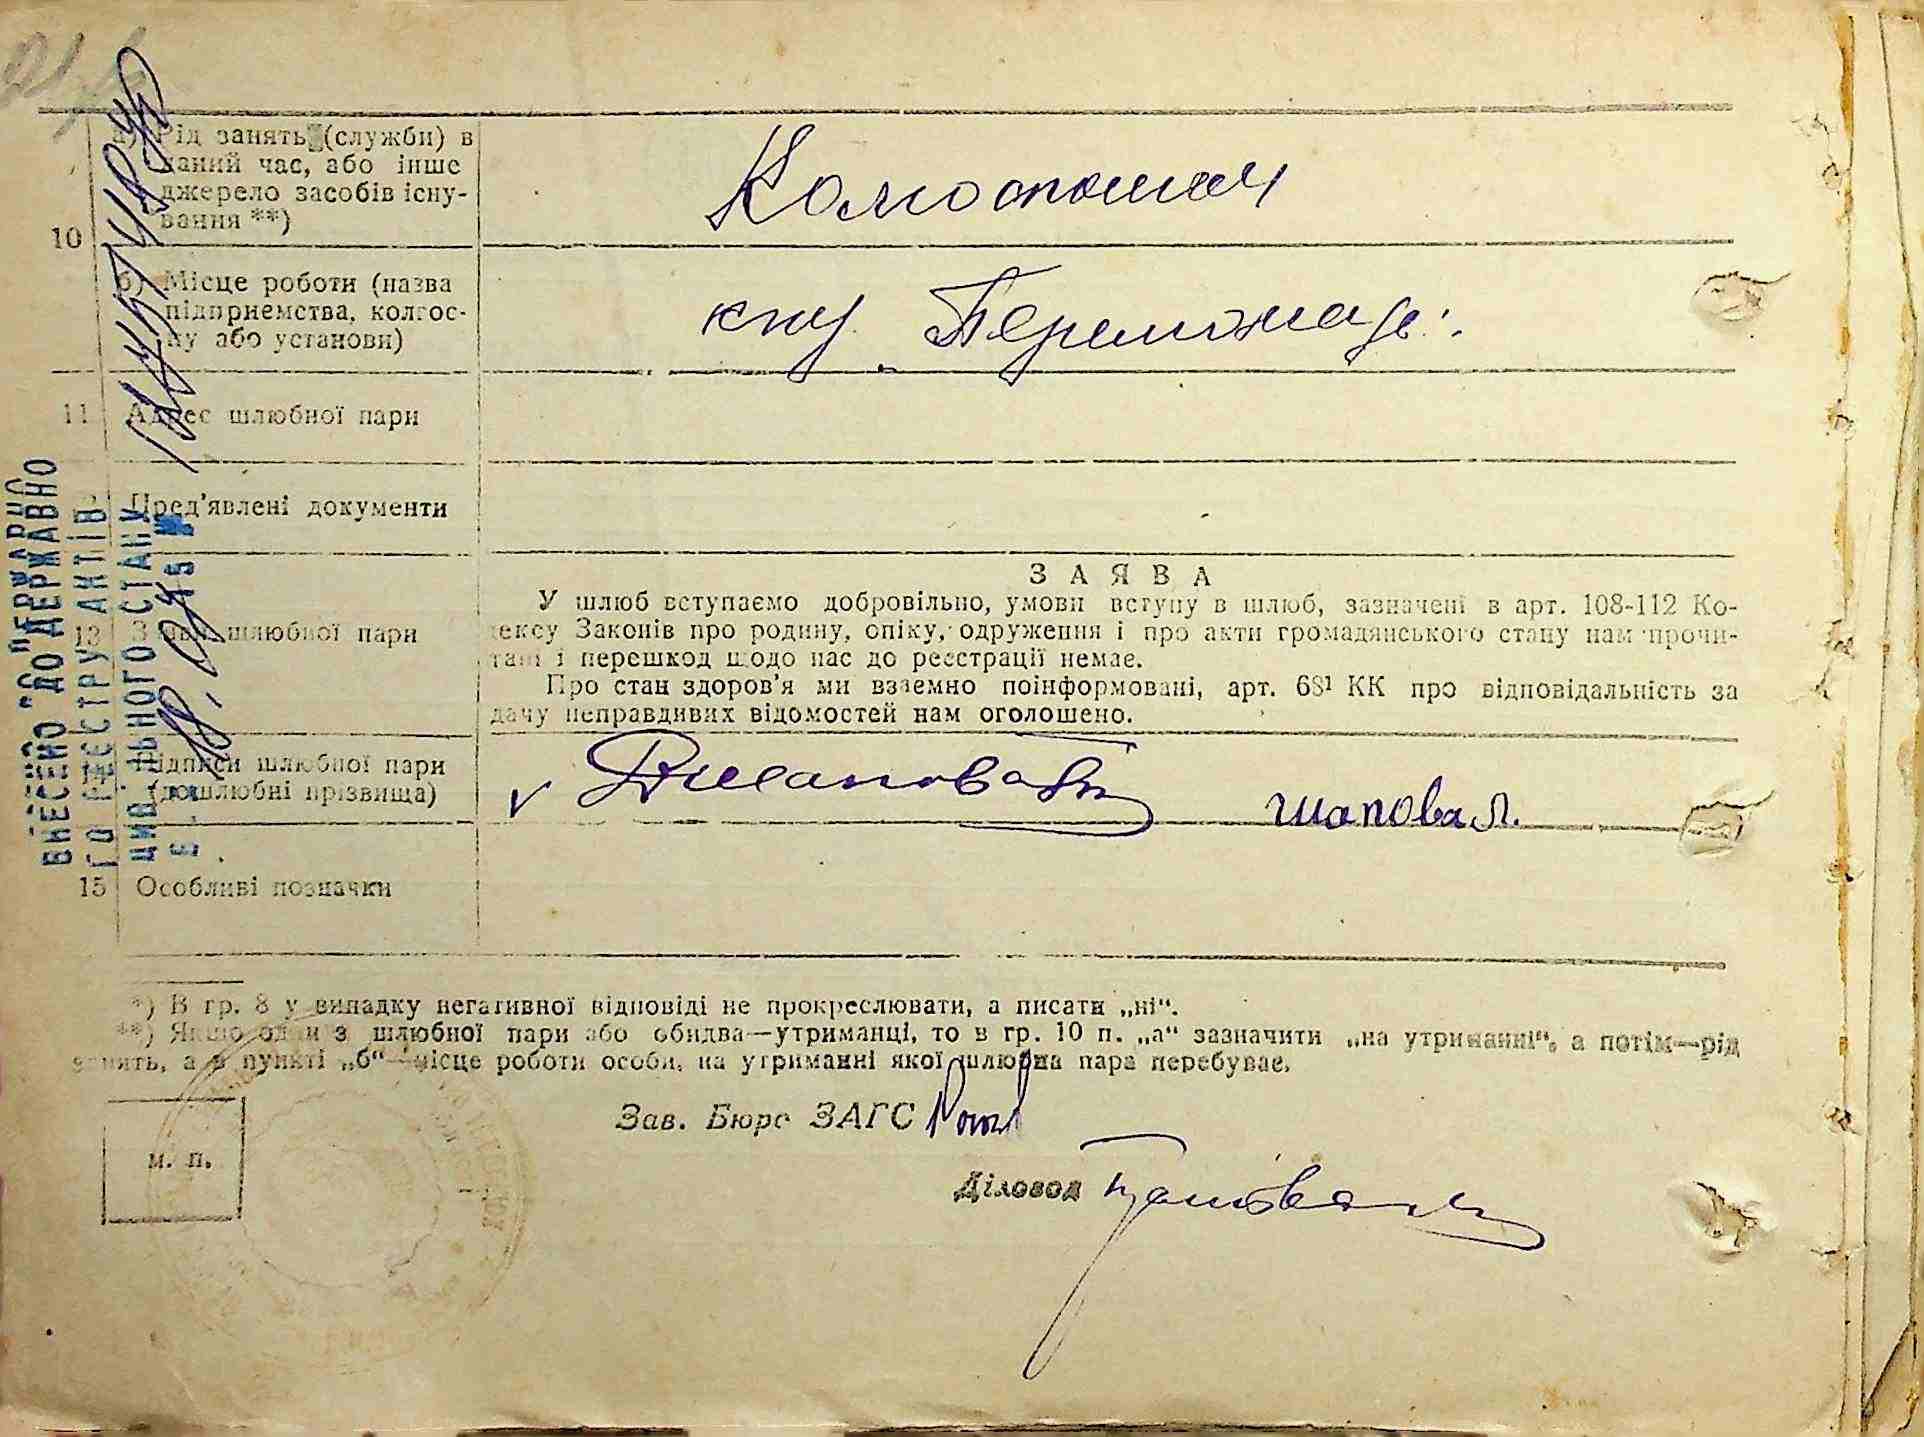 10
а) Рід занять (служби) в
даний час, або інше
джерело засобів існу-
вання **)
б) Місце роботи (назва
підприємства, колгос-
пу або установи)
11 Адрес шлюбної пари
Пред'явлені документи
ЗАЯВА
13 Заява шлюбної пари
У шлюб вступаємо добровільно, умови вступу в шлюб, зазначені в арт. 108-112 Ко-
дексу Законів про родину, опіку, одруження і про акти громадянського стану нам прочи-
тані і перешкод щодо нас до реєстрації немає.
Про стан здоров'я ми взаємно поінформовані, арт. 68¹ КК про відповідальність за
дачу неправдивих відомостей нам оголошено.
14 Підписи шлюбної пари
(дошлюбні прізвища)
шаповал.
15 Особливі позначки
*) В гр. 8 у випадку негативної відповіді не прокреслювати, а писати „ні“.
**) Якщо один з шлюбної пари або обидва—утриманці, то в гр. 10 п. „а“ зазначити „на утриманні“, а потім—рід
занять, а в пункті „б“—місце роботи особи, на утриманні якої шлюбна пара перебуває.
м. п.
Зав. Бюро ЗАГС
Діловод
ВНЕСЕНО ДО ДЕРЖАВНО
ГО РЕЄСТРУ АКТІВ
ЦИВІЛЬНОГО СТАНУ